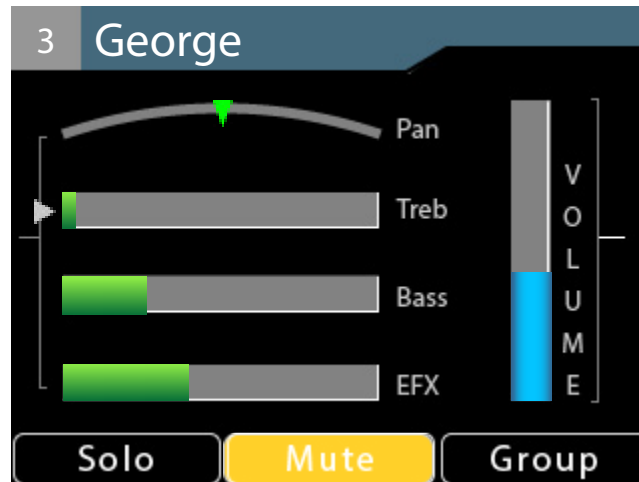 3 George
Pan
Treb
Bass
EFX
VOLUME
Solo Mute Group